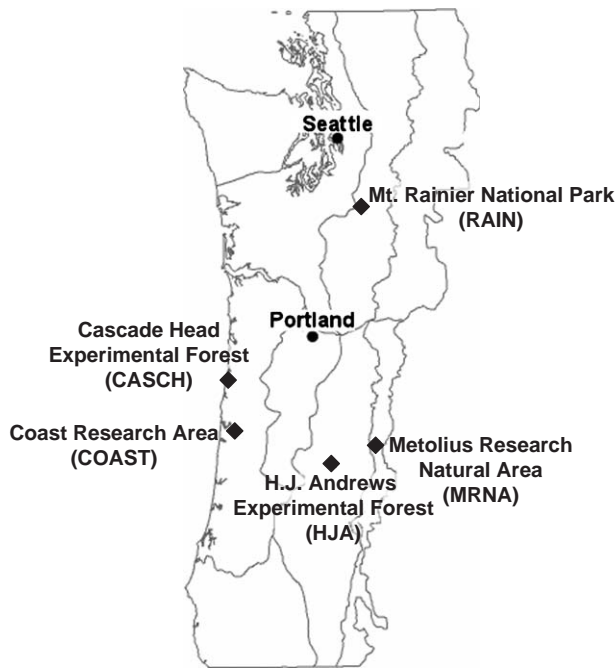 Seattle
Mt. Rainier National Park
(RAIN)
Portland
Cascade Head
Experimental Forest
(CASCH)
Coast Research Area
(COAST)
Metolius Research
Natural Area
(MRNA)
H.J. Andrews
Experimental Forest
(HJA)